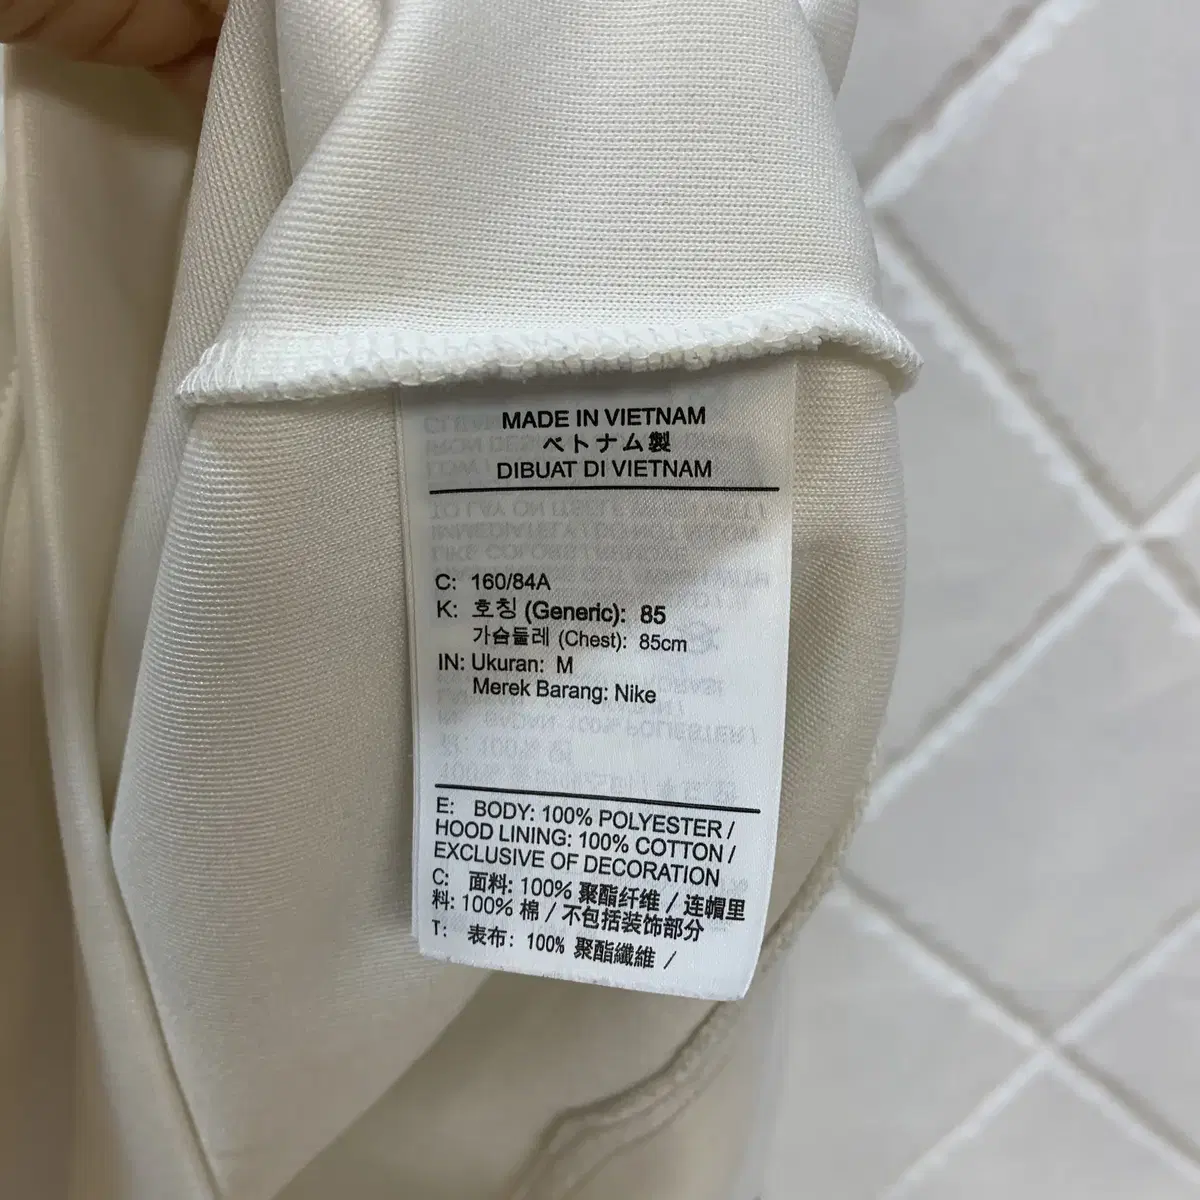 MADE IN VIETNAM
ベトナム製
DIBUAT DI VIETNAM
C: 160/84A
K: 호칭 (Generic): 85
가슴둘레 (Chest): 85cm
IN: Ukuran: M
Merek Barang: Nike
E: BODY: 100% POLYESTER /
HOOD LINING: 100% COTTON /
EXCLUSIVE OF DECORATION
C: 面料: 100% 聚酯纤维 / 连帽里
料: 100% 棉 / 不包括装饰部分
T: 表布: 100% 聚酯纖維 /